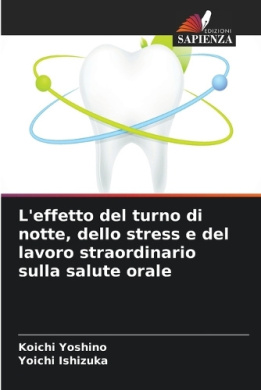 EDIZIONI
SAPIENZA
L'effetto del turno di
notte, dello stress e del
lavoro straordinario
sulla salute orale
Koichi Yoshino
Yoichi Ishizuka